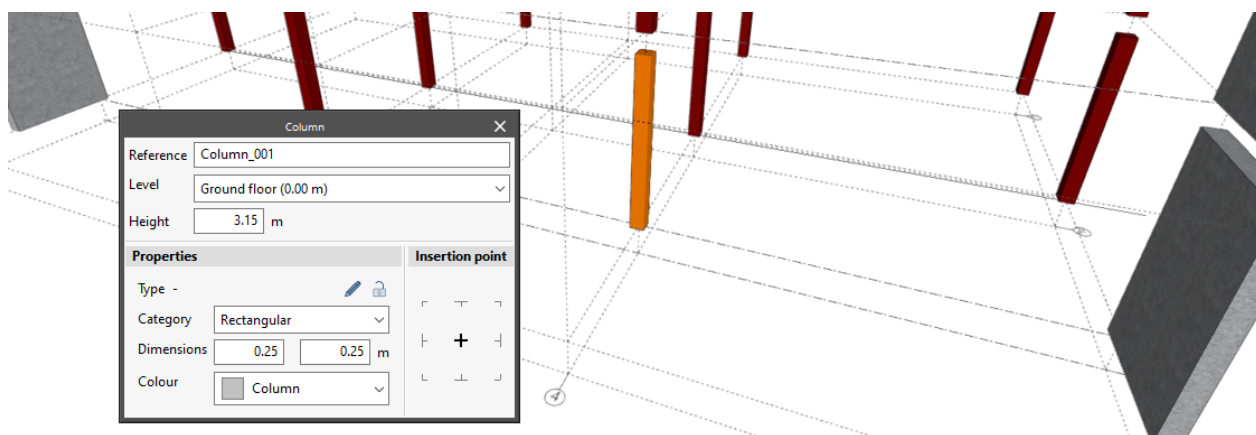 Column
Reference Column_001
Level Ground floor (0.00 m)
Height 3.15 m
Properties Insertion point
Type -
Category Rectangular
Dimensions 0.25 0.25 m
Colour Column
4